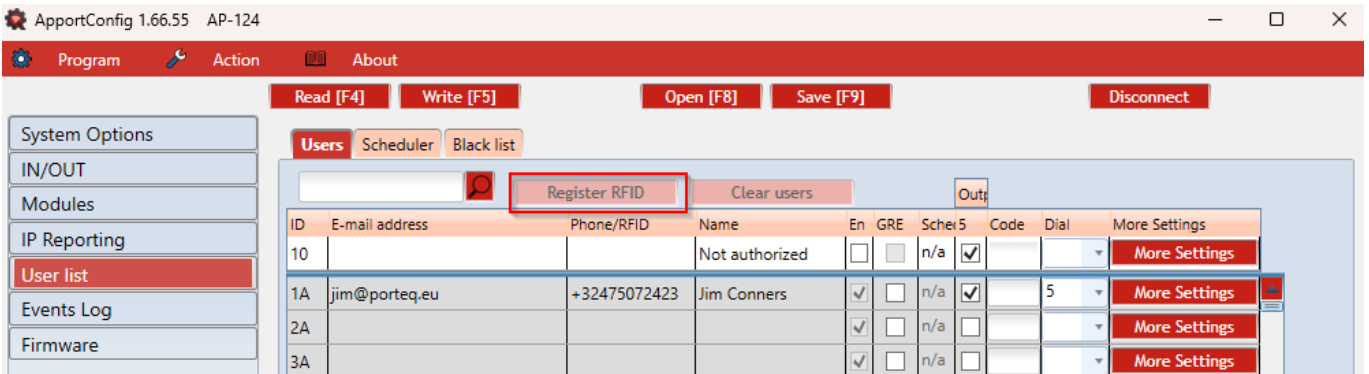 ApportConfig 1.66.55 AP-124
Program Action About
Read [F4] Write [F5] Open [F8] Save [F9] Disconnect
System Options
IN/OUT
Modules
IP Reporting
User list
Events Log
Firmware
Users Scheduler Black list
Register RFID Clear users Outp
ID E-mail address Phone/RFID Name En GRE Sche 5 Code Dial More Settings
10 Not authorized n/a More Settings
1A jim@porteq.eu +32475072423 Jim Conners n/a 5 More Settings
2A n/a More Settings
3A n/a More Settings